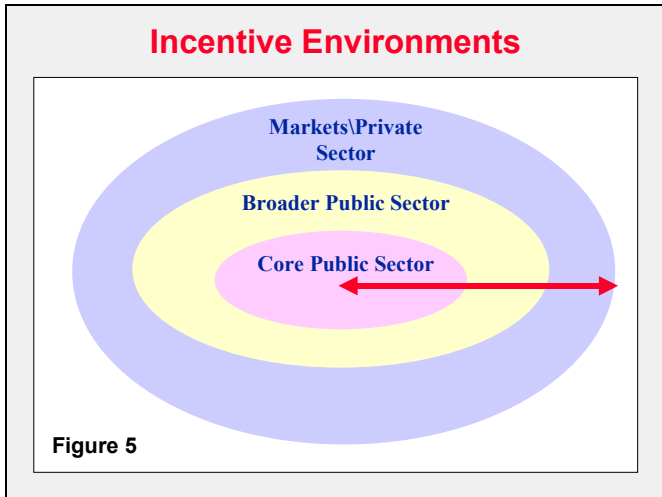 Incentive Environments
Markets\Private
Sector
Broader Public Sector
Core Public Sector
Figure 5